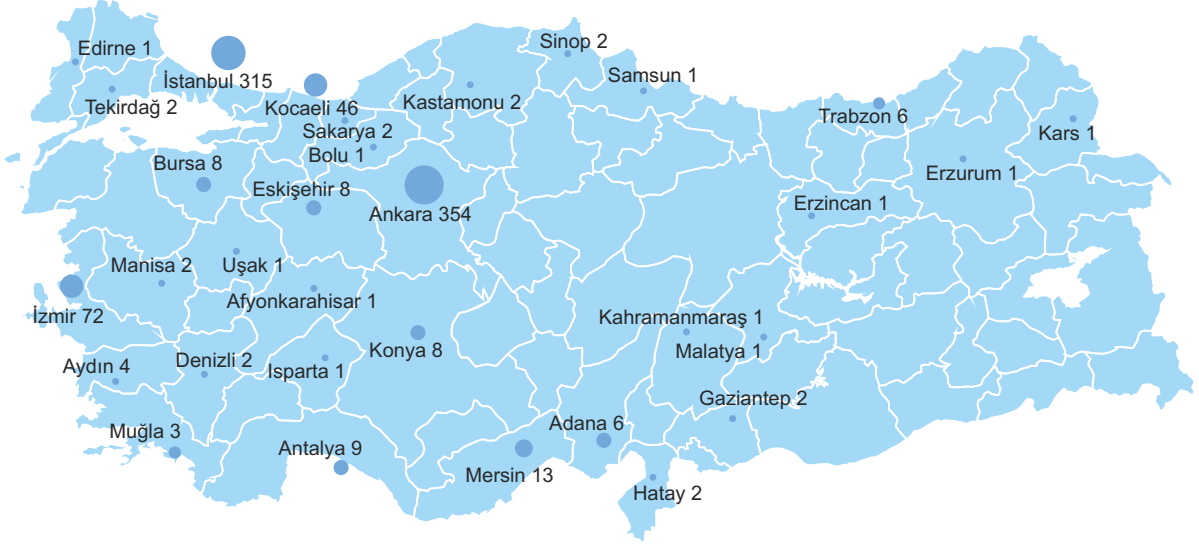 Edirne 1
İstanbul 315
Tekirdağ 2
Kocaeli 46
Sakarya 2
Bolu 1
Kastamonu 2
Sinop 2
Samsun 1
Trabzon 6
Kars 1
Erzurum 1
Erzincan 1
Bursa 8
Eskişehir 8
Ankara 354
Manisa 2
Uşak 1
Afyonkarahisar 1
İzmir 72
Aydın 4
Denizli 2
Isparta 1
Konya 8
Kahramanmaraş 1
Malatya 1
Gaziantep 2
Muğla 3
Antalya 9
Mersin 13
Adana 6
Hatay 2